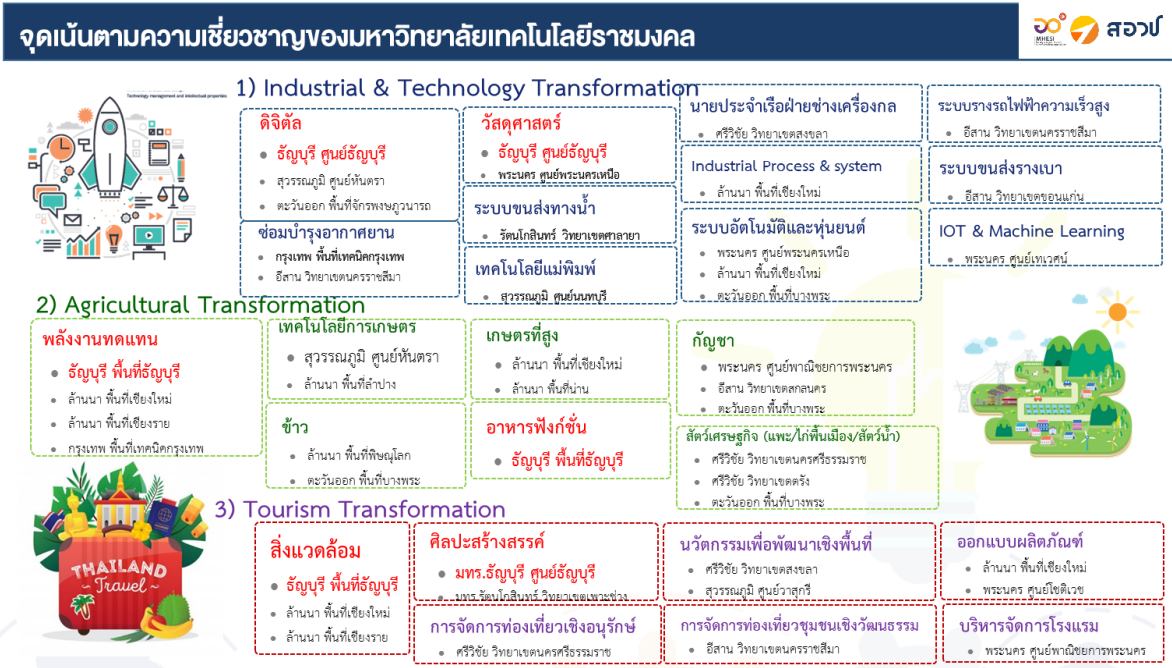 จุดเน้นตามความเชี่ยวชาญของมหาวิทยาลัยเทคโนโลยีราชมงคล
MHESI
สอวช
1) Industrial & Technology Transformation
Technology management and intellectual properties
ดิจิตัล
ธัญบุรี ศูนย์ธัญบุรี
สุวรรณภูมิ ศูนย์หันตรา
ตะวันออก พื้นที่จักรพงษภูวนารถ
ซ่อมบำรุงอากาศยาน
กรุงเทพ พื้นที่เทคนิคกรุงเทพ
อีสาน วิทยาเขตนครราชสีมา
วัสดุศาสตร์
ธัญบุรี ศูนย์ธัญบุรี
พระนคร ศูนย์พระนครเหนือ
ระบบขนส่งทางน้ำ
รัตนโกสินทร์ วิทยาเขตศาลายา
เทคโนโลยีแม่พิมพ์
สุวรรณภูมิ ศูนย์นนทบุรี
นายประจำเรือฝ่ายช่างเครื่องกล
ศรีวิชัย วิทยาเขตสงขลา
Industrial Process & system
ล้านนา พื้นที่เชียงใหม่
ระบบอัตโนมัติและหุ่นยนต์
พระนคร ศูนย์พระนครเหนือ
ล้านนา พื้นที่เชียงใหม่
ตะวันออก พื้นที่บางพระ
ระบบรางรถไฟฟ้าความเร็วสูง
อีสาน วิทยาเขตนครราชสีมา
ระบบขนส่งรางเบา
อีสาน วิทยาเขตขอนแก่น
IOT & Machine Learning
พระนคร ศูนย์เทเวศน์
2) Agricultural Transformation
พลังงานทดแทน
ธัญบุรี พื้นที่ธัญบุรี
ล้านนา พื้นที่เชียงใหม่
ล้านนา พื้นที่เชียงราย
กรุงเทพ พื้นที่เทคนิคกรุงเทพ
เทคโนโลยีการเกษตร
สุวรรณภูมิ ศูนย์หันตรา
ล้านนา พื้นที่ลำปาง
ข้าว
ล้านนา พื้นที่พิษณุโลก
ตะวันออก พื้นที่บางพระ
เกษตรที่สูง
ล้านนา พื้นที่เชียงใหม่
ล้านนา พื้นที่น่าน
อาหารฟังก์ชั่น
ธัญบุรี พื้นที่ธัญบุรี
กัญชา
พระนคร ศูนย์พาณิชยการพระนคร
อีสาน วิทยาเขตสกลนคร
ตะวันออก พื้นที่บางพระ
สัตว์เศรษฐกิจ (แพะ/ไก่พื้นเมือง/สัตว์น้ำ)
ศรีวิชัย วิทยาเขตนครศรีธรรมราช
ศรีวิชัย วิทยาเขตตรัง
ตะวันออก พื้นที่บางพระ
3) Tourism Transformation
THAILAND
Travel
สิ่งแวดล้อม
ธัญบุรี พื้นที่ธัญบุรี
ล้านนา พื้นที่เชียงใหม่
ล้านนา พื้นที่เชียงราย
ศิลปะสร้างสรรค์
มทร.ธัญบุรี ศูนย์ธัญบุรี
มทร.รัตนโกสินทร์ วิทยาเขตเพาะช่าง
การจัดการท่องเที่ยวเชิงอนุรักษ์
ศรีวิชัย วิทยาเขตนครศรีธรรมราช
นวัตกรรมเพื่อพัฒนาเชิงพื้นที่
ศรีวิชัย วิทยาเขตสงขลา
สุวรรณภูมิ ศูนย์วาสุกรี
การจัดการท่องเที่ยวชุมชนเชิงวัฒนธรรม
อีสาน วิทยาเขตนครราชสีมา
ออกแบบผลิตภัณฑ์
ล้านนา พื้นที่เชียงใหม่
พระนคร ศูนย์โชติเวช
บริหารจัดการโรงแรม
พระนคร ศูนย์พาณิชยการพระนคร